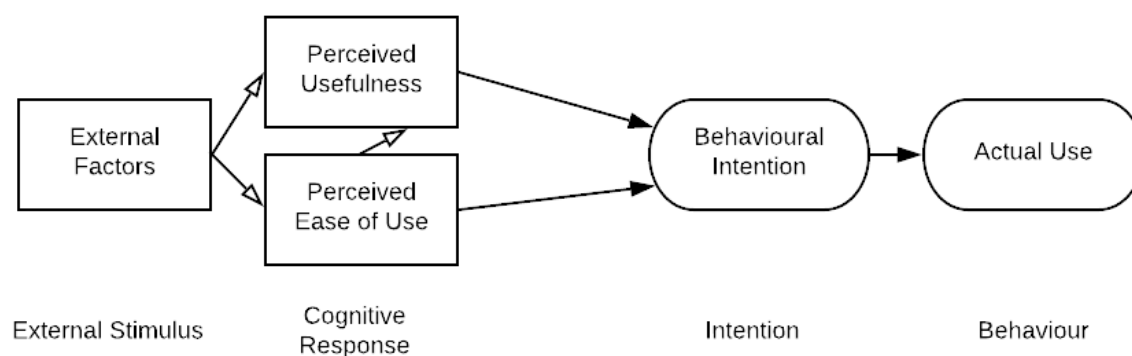 Perceived
Usefulness
External
Factors
Perceived
Ease of Use
Behavioural
Intention
Actual Use
External Stimulus
Cognitive
Response
Intention
Behaviour